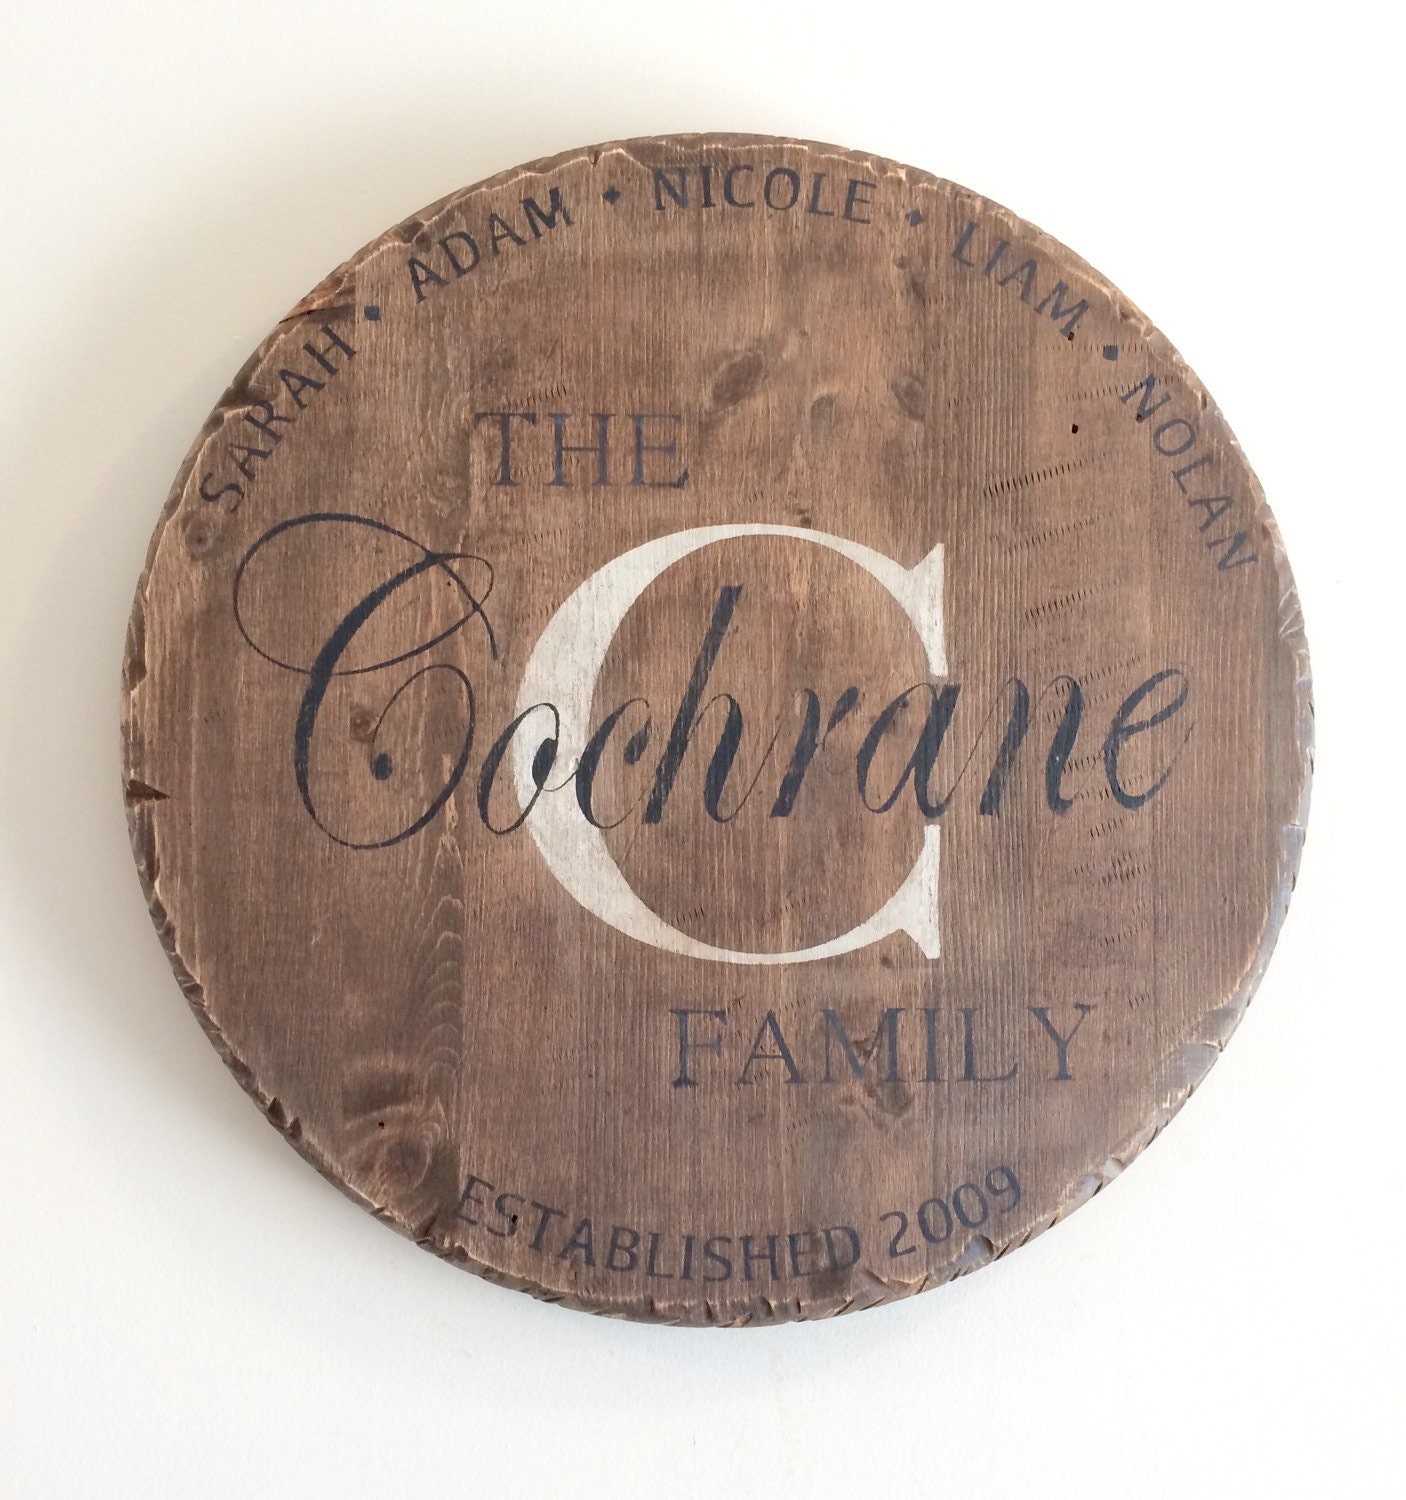 SARAH • ADAM • NICOLE • LIAM • NOLAN
THE
C
Cochrane
FAMILY
ESTABLISHED 2009